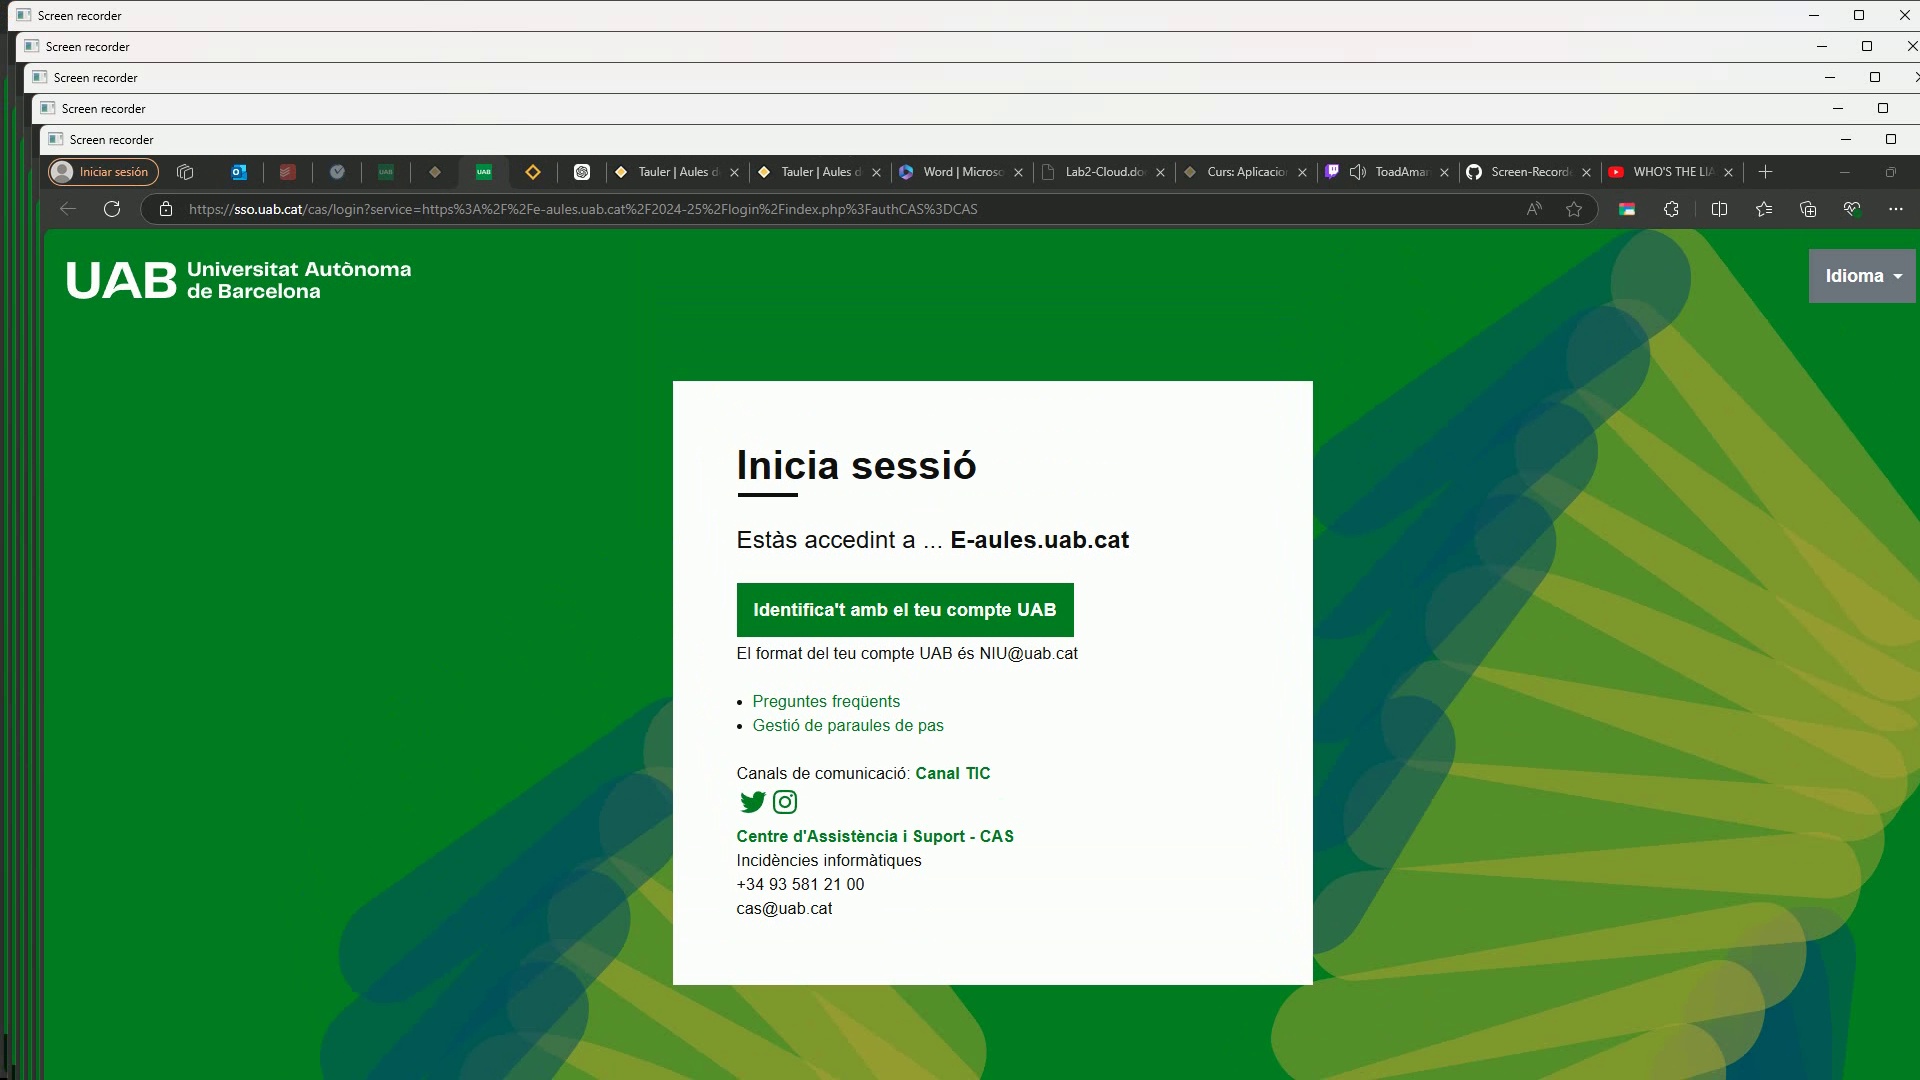 Screen recorder
Screen recorder
Screen recorder
Screen recorder
Screen recorder
Iniciar sesión
UAB
Tauler | Aules d
Tauler | Aules d
Word | Microso
Lab2-Cloud.do
Curs: Aplicacio
ToadAmar
Screen-Recorde
WHO'S THE LIA
https://sso.uab.cat/cas/login?service=https%3A%2F%2Fe-aules.uab.cat%2F2024-25%2Flogin%2Findex.php%3FauthCAS%3DCAS
UAB Universitat Autònoma
de Barcelona
Idioma
Inicia sessió
Estàs accedint a ... E-aules.uab.cat
Identifica't amb el teu compte UAB
El format del teu compte UAB és NIU@uab.cat
Preguntes freqüents
Gestió de paraules de pas
Canals de comunicació: Canal TIC
Centre d'Assistència i Suport - CAS
Incidències informàtiques
+34 93 581 21 00
cas@uab.cat